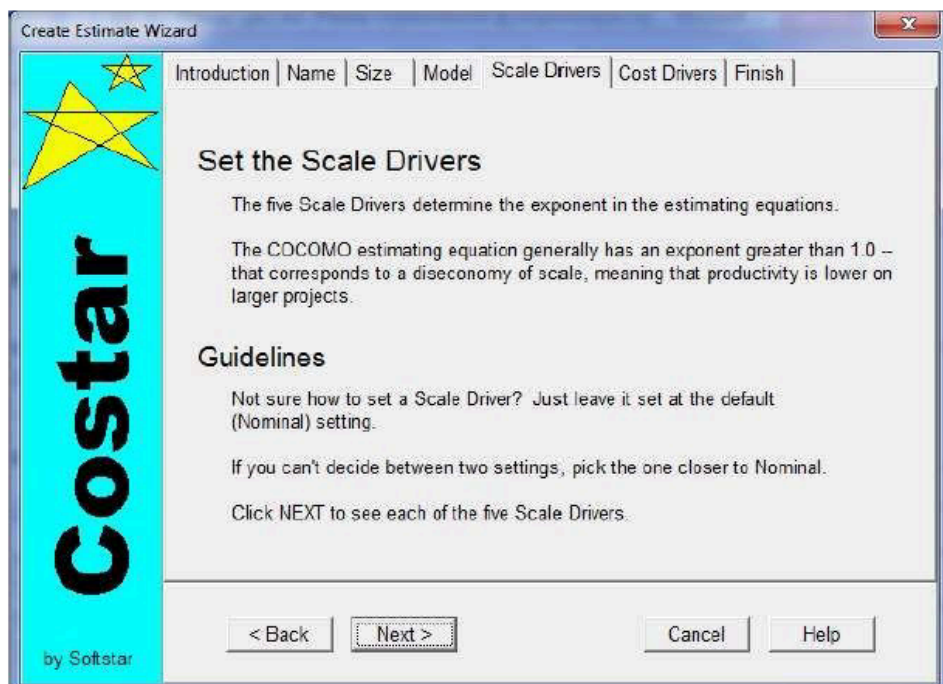 Create Estimate Wizard
Introduction Name Size Model Scale Drivers Cost Drivers Finish
Set the Scale Drivers
The five Scale Drivers determine the exponent in the estimating equations.
The COCOMO estimating equation generally has an exponent greater than 1.0 --
that corresponds to a diseconomy of scale, meaning that productivity is lower on
larger projects.
Guidelines
Not sure how to set a Scale Driver? Just leave it set at the default
(Nominal) setting.
If you can't decide between two settings, pick the one closer to Nominal.
Click NEXT to see each of the five Scale Drivers.
Costar
by Softstar
< Back Next > Cancel Help